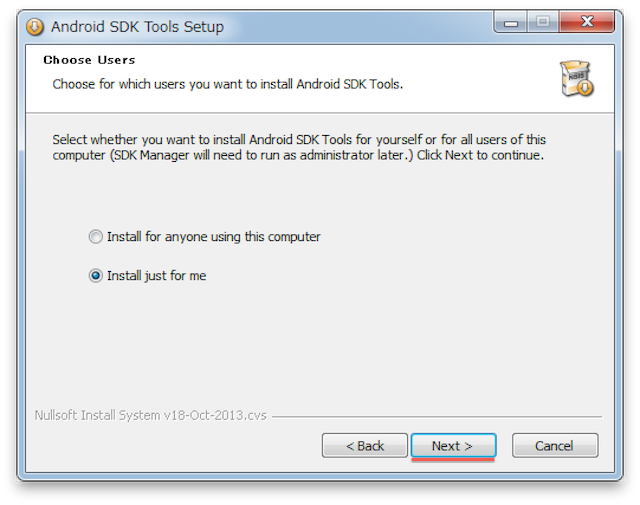 Android SDK Tools Setup
Choose Users
Choose for which users you want to install Android SDK Tools.
NSIS
Select whether you want to install Android SDK Tools for yourself or for all users of this
computer (SDK Manager will need to run as administrator later.) Click Next to continue.
Install for anyone using this computer
Install just for me
Nullsoft Install System v18-Oct-2013.cvs
< Back
Next >
Cancel